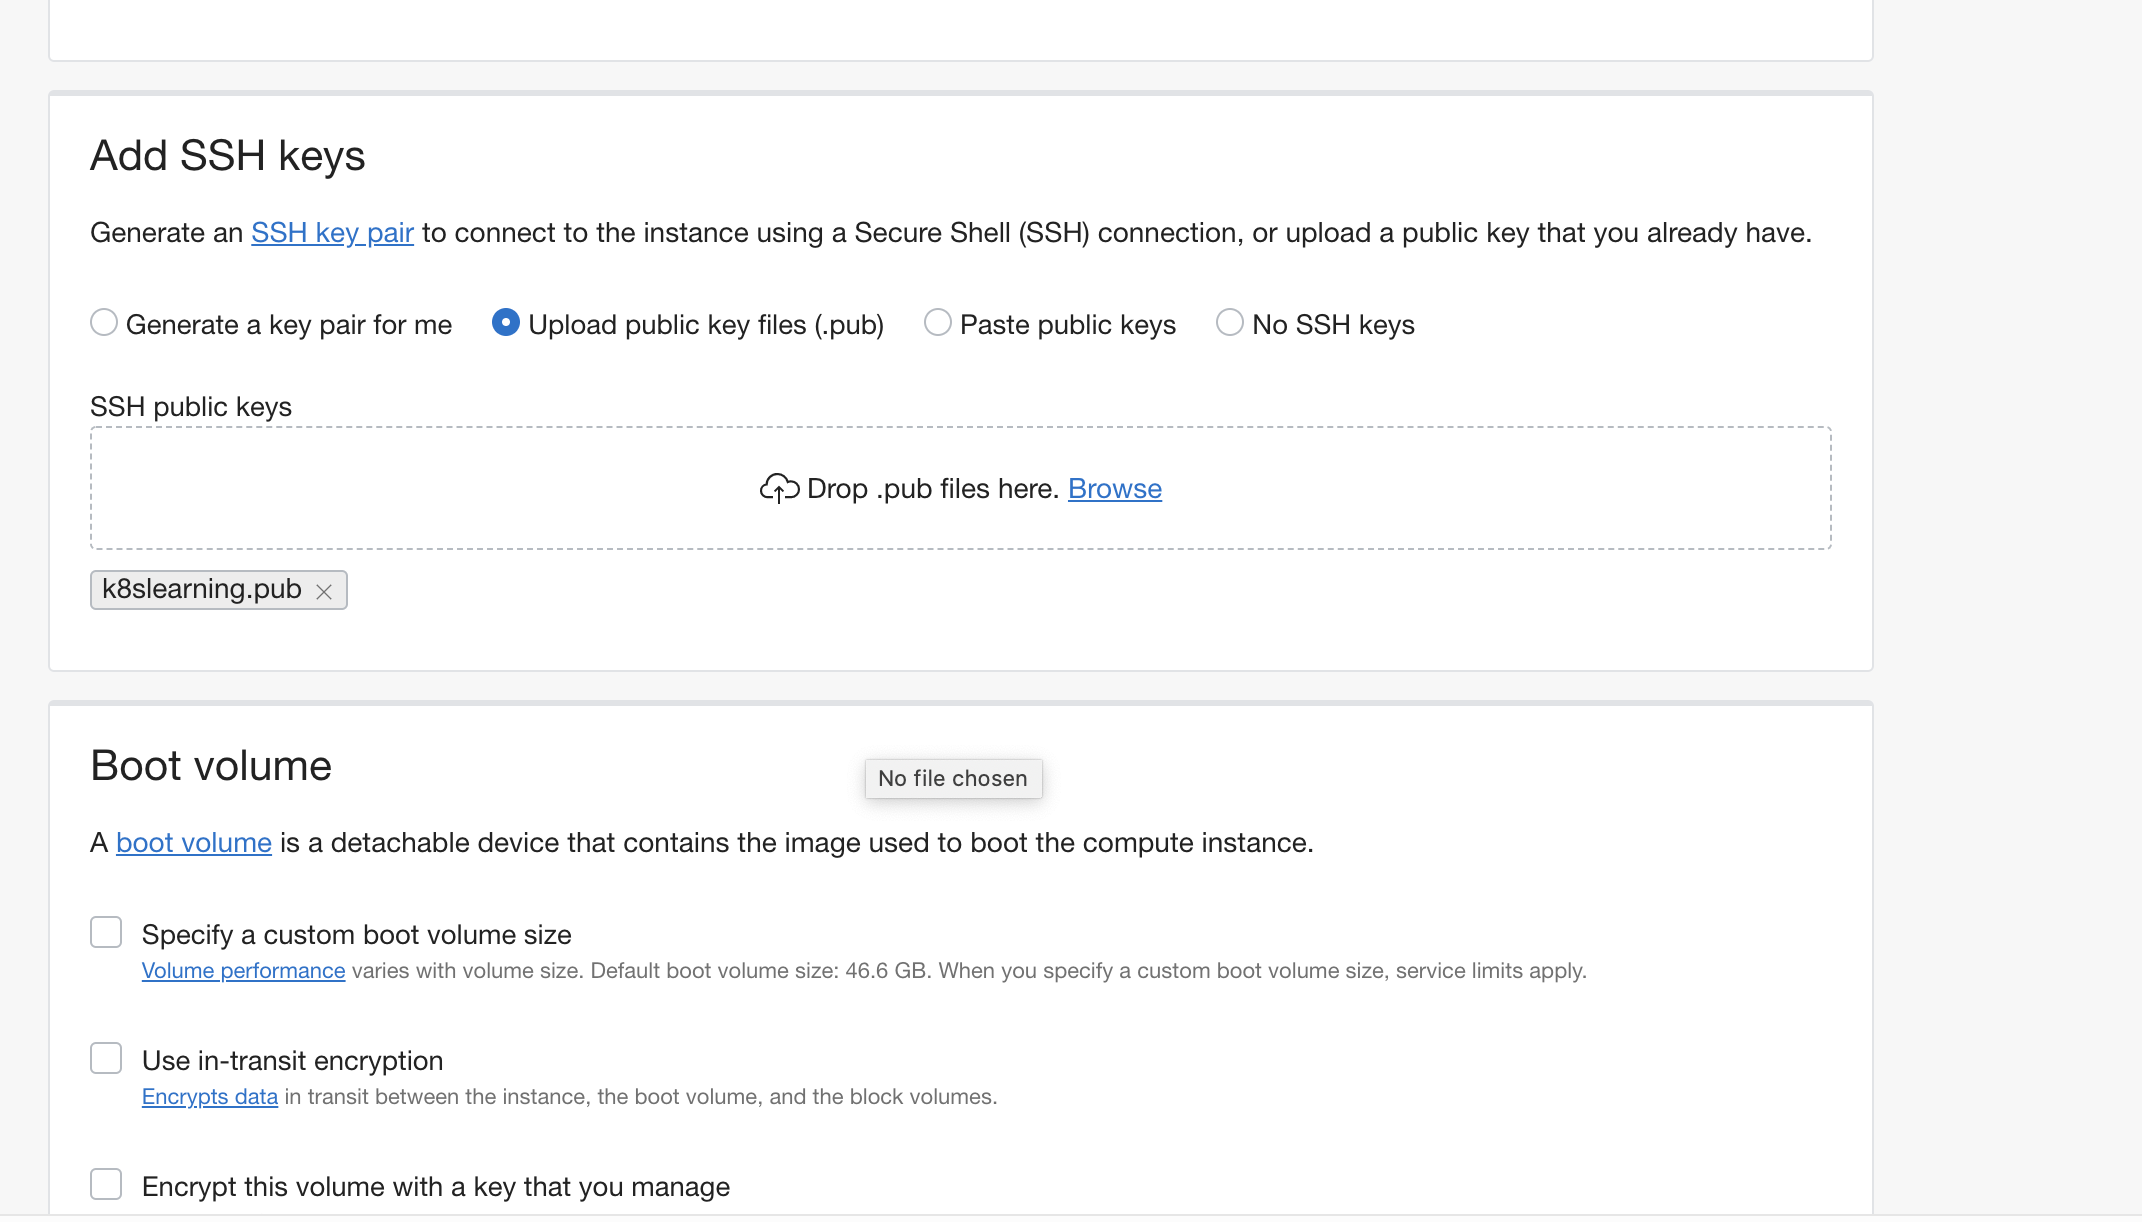 Add SSH keys
Generate an SSH key pair to connect to the instance using a Secure Shell (SSH) connection, or upload a public key that you already have.
Generate a key pair for me Upload public key files (.pub) Paste public keys No SSH keys
SSH public keys
Drop .pub files here. Browse
k8slearning.pub
Boot volume
No file chosen
A boot volume is a detachable device that contains the image used to boot the compute instance.
Specify a custom boot volume size
Volume performance varies with volume size. Default boot volume size: 46.6 GB. When you specify a custom boot volume size, service limits apply.
Use in-transit encryption
Encrypts data in transit between the instance, the boot volume, and the block volumes.
Encrypt this volume with a key that you manage